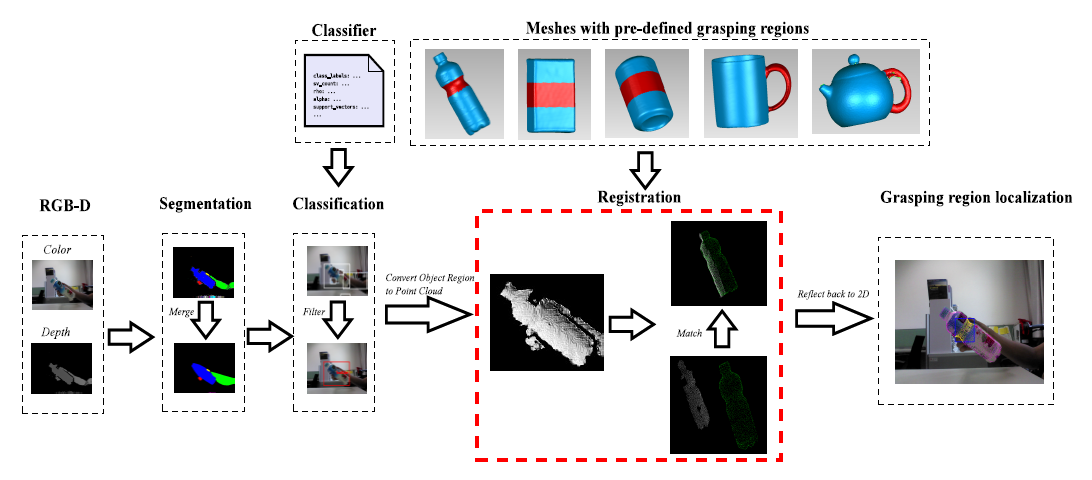 Classifier
Meshes with pre-defined grasping regions
class_labels: ...
sv_count: ...
rho: ...
alpha: ...
support_vectors: ...
...
RGB-D
Segmentation
Classification
Registration
Grasping region localization
Color
Depth
Merge
Filter
Convert Object Region
to Point Cloud
Match
Reflect back to 2D